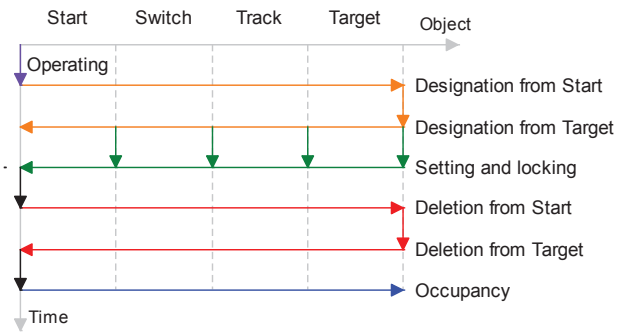 Start Switch Track Target Object
Operating
Designation from Start
Designation from Target
Setting and locking
Deletion from Start
Deletion from Target
Occupancy
Time